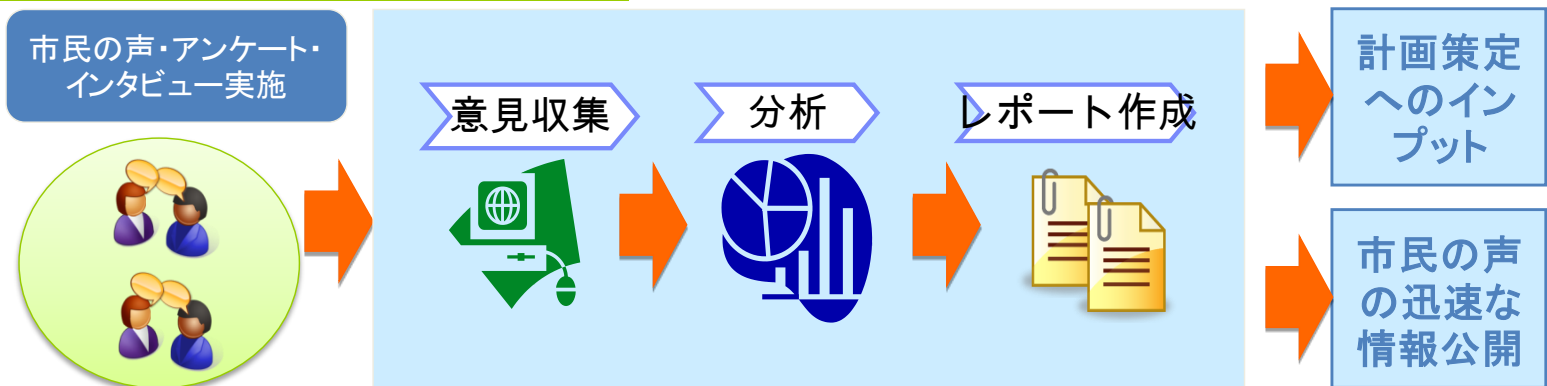 市民の声・アンケート・
インタビュー実施
意見収集
分析
レポート作成
計画策定
へのイン
プット
市民の声
の迅速な
情報公開